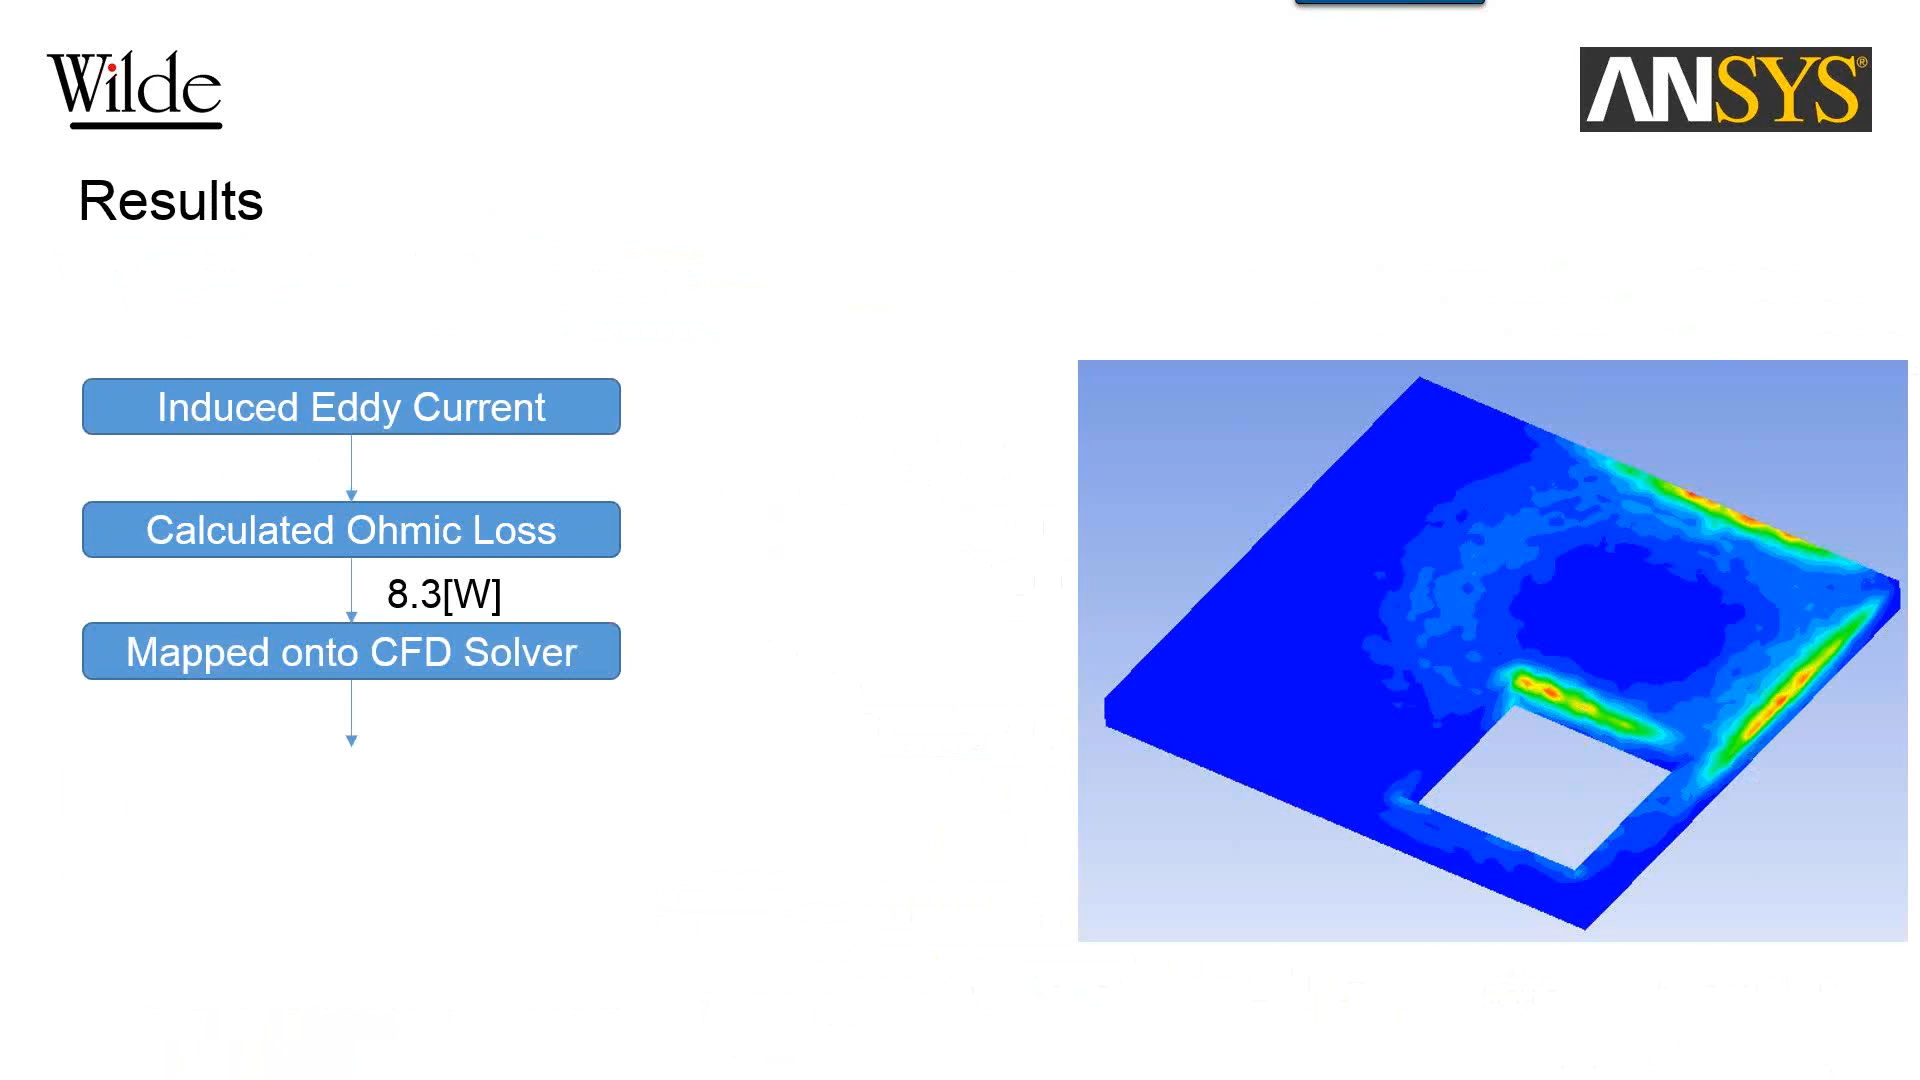 Wilde
ANSYS®
Results
Induced Eddy Current
Calculated Ohmic Loss
8.3[W]
Mapped onto CFD Solver